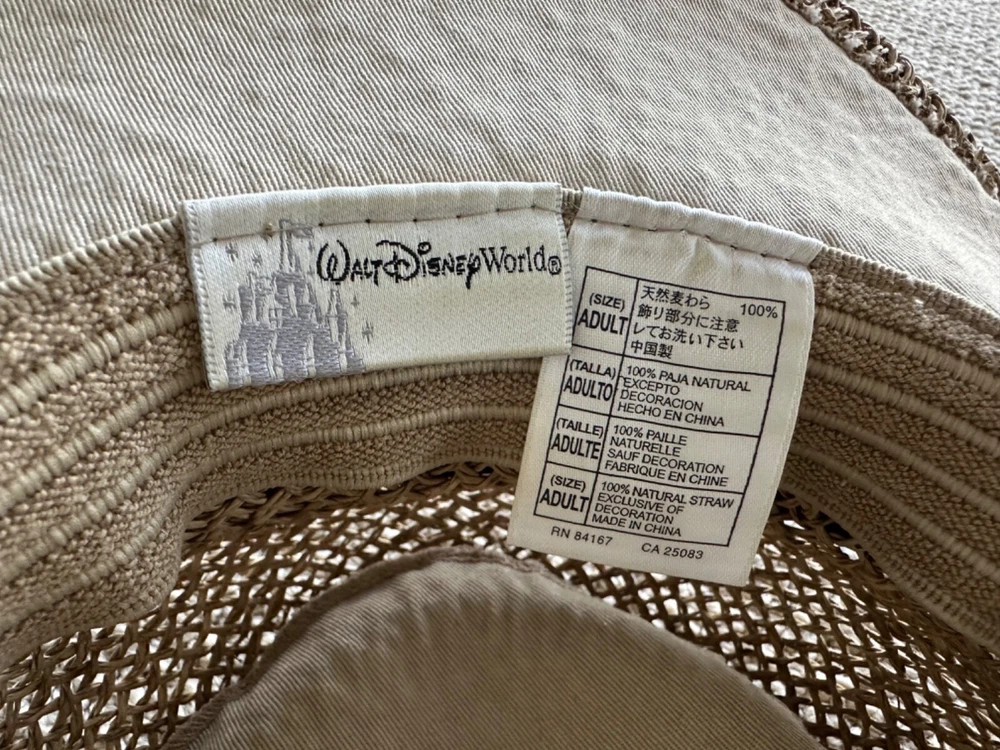 WALT DISNEY World®
(SIZE)
ADULT
天然麦わら 100%
飾り部分に注意
してお洗い下さい
中国製
(TALLA)
ADULTO
100% PAJA NATURAL
EXCEPTO
DECORACION
HECHO EN CHINA
(TAILLE)
ADULTE
100% PAILLE
NATURELLE
SAUF DECORATION
FABRIQUE EN CHINE
(SIZE)
ADULT
100% NATURAL STRAW
EXCLUSIVE OF
DECORATION
MADE IN CHINA
RN 84167 CA 25083